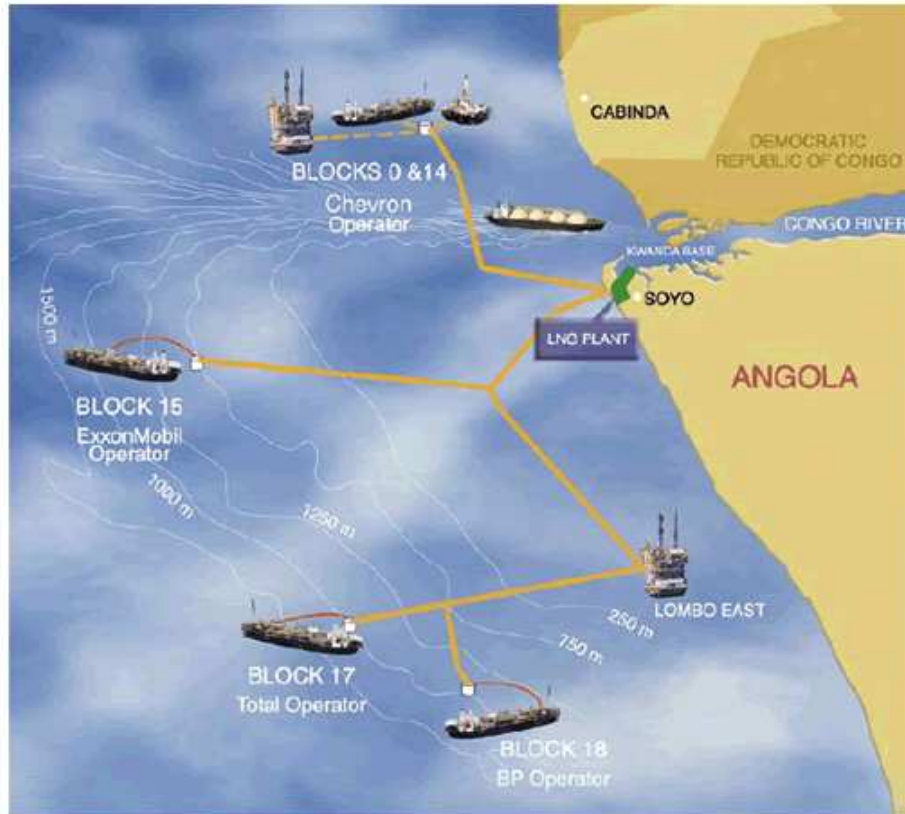 CABINDA
DEMOCRATIC
REPUBLIC OF CONGO
BLOCKS 0 &14
Chevron
Operator
CONGO RIVER
KWANDA BASE
SOYO
LNG PLANT
1500 m
ANGOLA
BLOCK 15
ExxonMobil
Operator
1000 m
1250 m
LOMBO EAST
250 m
750 m
BLOCK 17
Total Operator
BLOCK 18
BP Operator